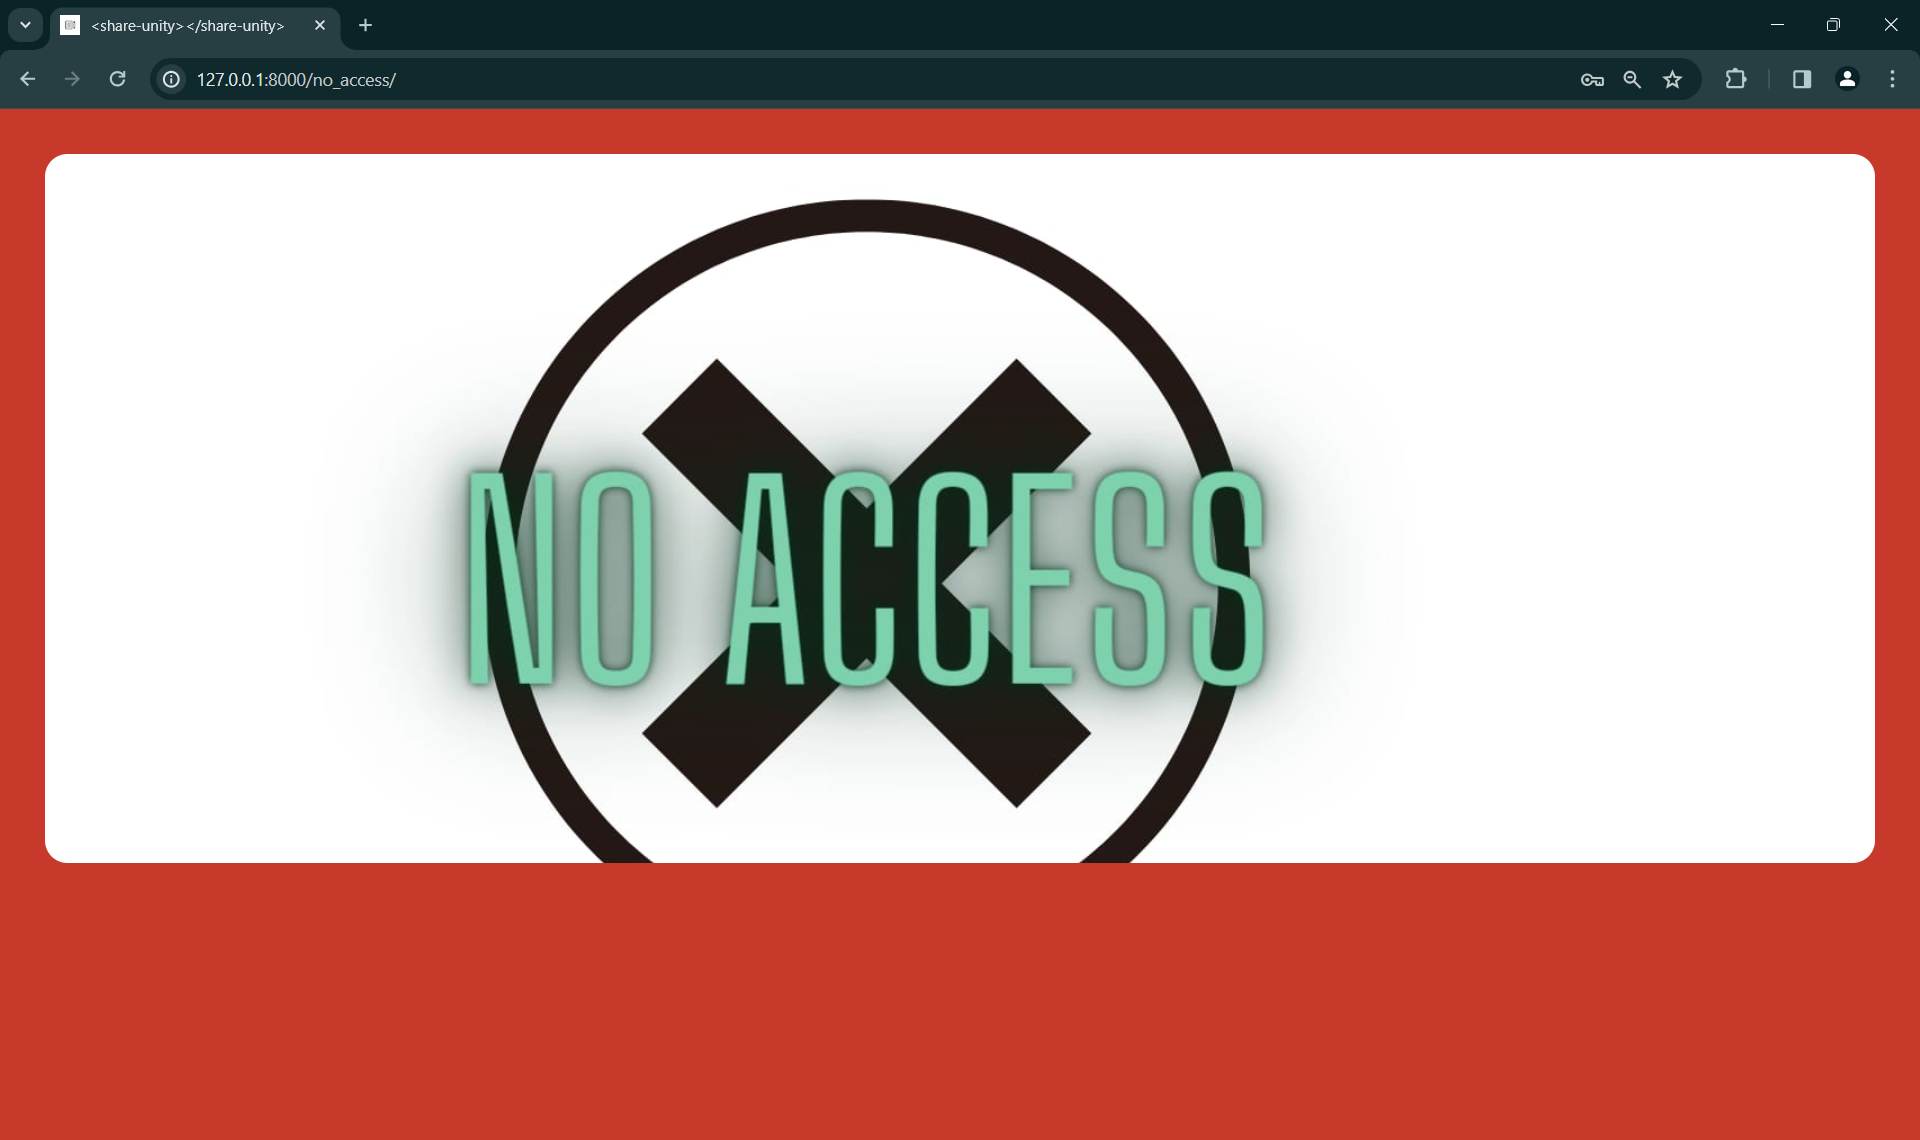 <share-unity></share-unity>
127.0.0.1:8000/no_access/
NO ACCESS